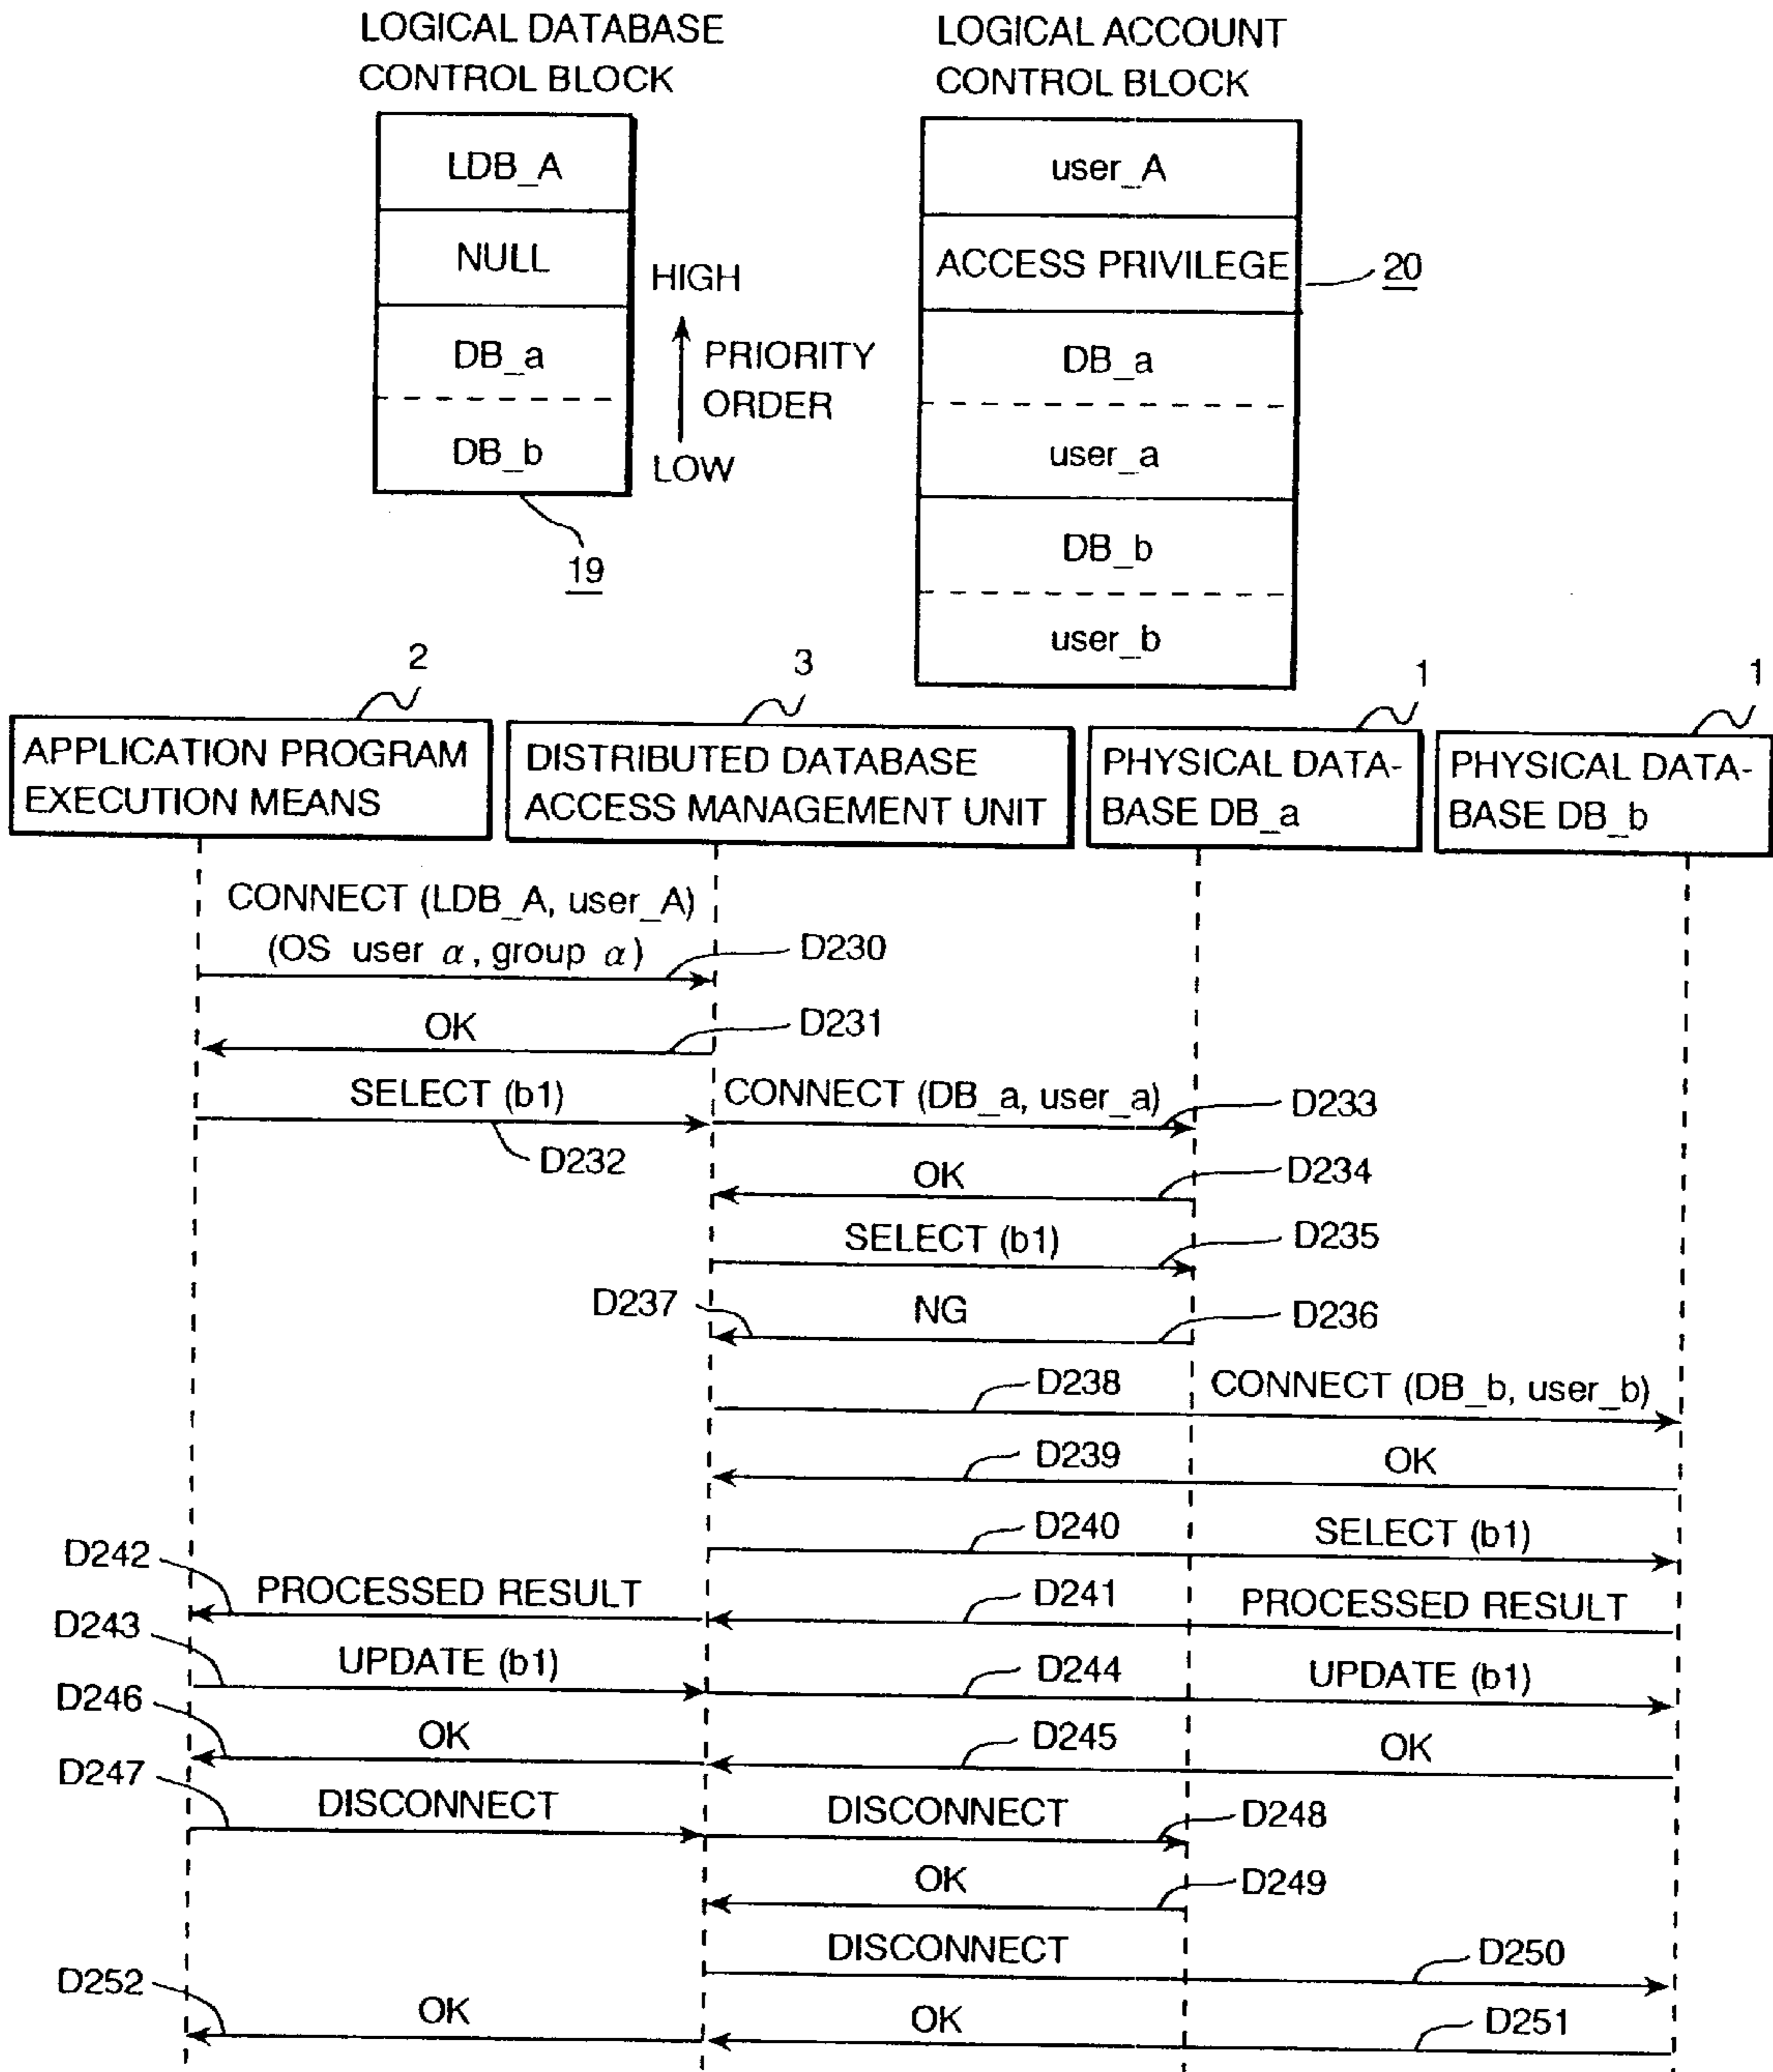 LOGICAL DATABASE
CONTROL BLOCK
LDB_A
NULL
DB_a
DB_b
HIGH
PRIORITY
ORDER
LOW
19
LOGICAL ACCOUNT
CONTROL BLOCK
user_A
ACCESS PRIVILEGE
DB_a
user_a
DB_b
user_b
20
2
3
1
1
APPLICATION PROGRAM
EXECUTION MEANS
DISTRIBUTED DATABASE
ACCESS MANAGEMENT UNIT
PHYSICAL DATA-
BASE DB_a
PHYSICAL DATA-
BASE DB_b
CONNECT (LDB_A, user_A)
(OS user α, group α)
D230
OK
D231
SELECT (b1)
D232
CONNECT (DB_a, user_a)
D233
OK
D234
SELECT (b1)
D235
D237
NG
D236
D238
CONNECT (DB_b, user_b)
D239
OK
D240
SELECT (b1)
D242
PROCESSED RESULT
D241
PROCESSED RESULT
D243
UPDATE (b1)
D244
UPDATE (b1)
D246
OK
D245
OK
D247
DISCONNECT
DISCONNECT
D248
OK
D249
DISCONNECT
D250
D252
OK
OK
D251